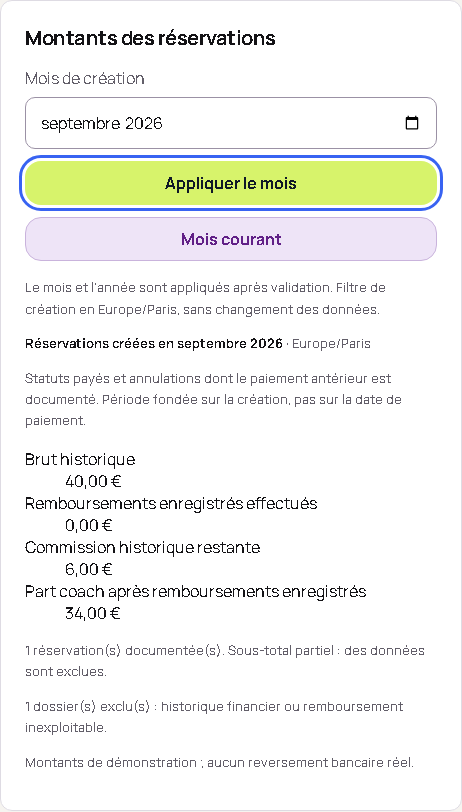 Montants des réservations
Mois de création
septembre 2026
Appliquer le mois
Mois courant
Le mois et l'année sont appliqués après validation. Filtre de
création en Europe/Paris, sans changement des données.
Réservations créées en septembre 2026 · Europe/Paris
Statuts payés et annulations dont le paiement antérieur est
documenté. Période fondée sur la création, pas sur la date de
paiement.
Brut historique
40,00 €
Remboursements enregistrés effectués
0,00 €
Commission historique restante
6,00 €
Part coach après remboursements enregistrés
34,00 €
1 réservation(s) documentée(s). Sous-total partiel : des données
sont exclues.
1 dossier(s) exclu(s) : historique financier ou remboursement
inexploitable.
Montants de démonstration ; aucun reversement bancaire réel.